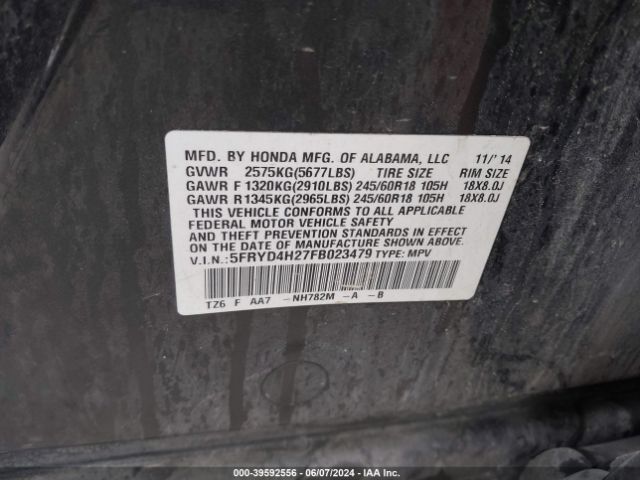 MFD. BY HONDA MFG. OF ALABAMA, LLC 11/'14
GVWR 2575KG(5677LBS) TIRE SIZE RIM SIZE
GAWR F 1320KG(2910LBS) 245/60R18 105H 18X8.0J
GAWR R1345KG(2965LBS) 245/60R18 105H 18X8.0J
THIS VEHICLE CONFORMS TO ALL APPLICABLE
FEDERAL MOTOR VEHICLE SAFETY
AND THEFT PREVENTION STANDARDS IN EFFECT
ON THE DATE OF MANUFACTURE SHOWN ABOVE.
V.I.N.: 5FRYD4H27FB023479 TYPE: MPV
TZ6 F AA7 -NH782M -A -B
000-39592556 - 06/07/2024 - IAA Inc.